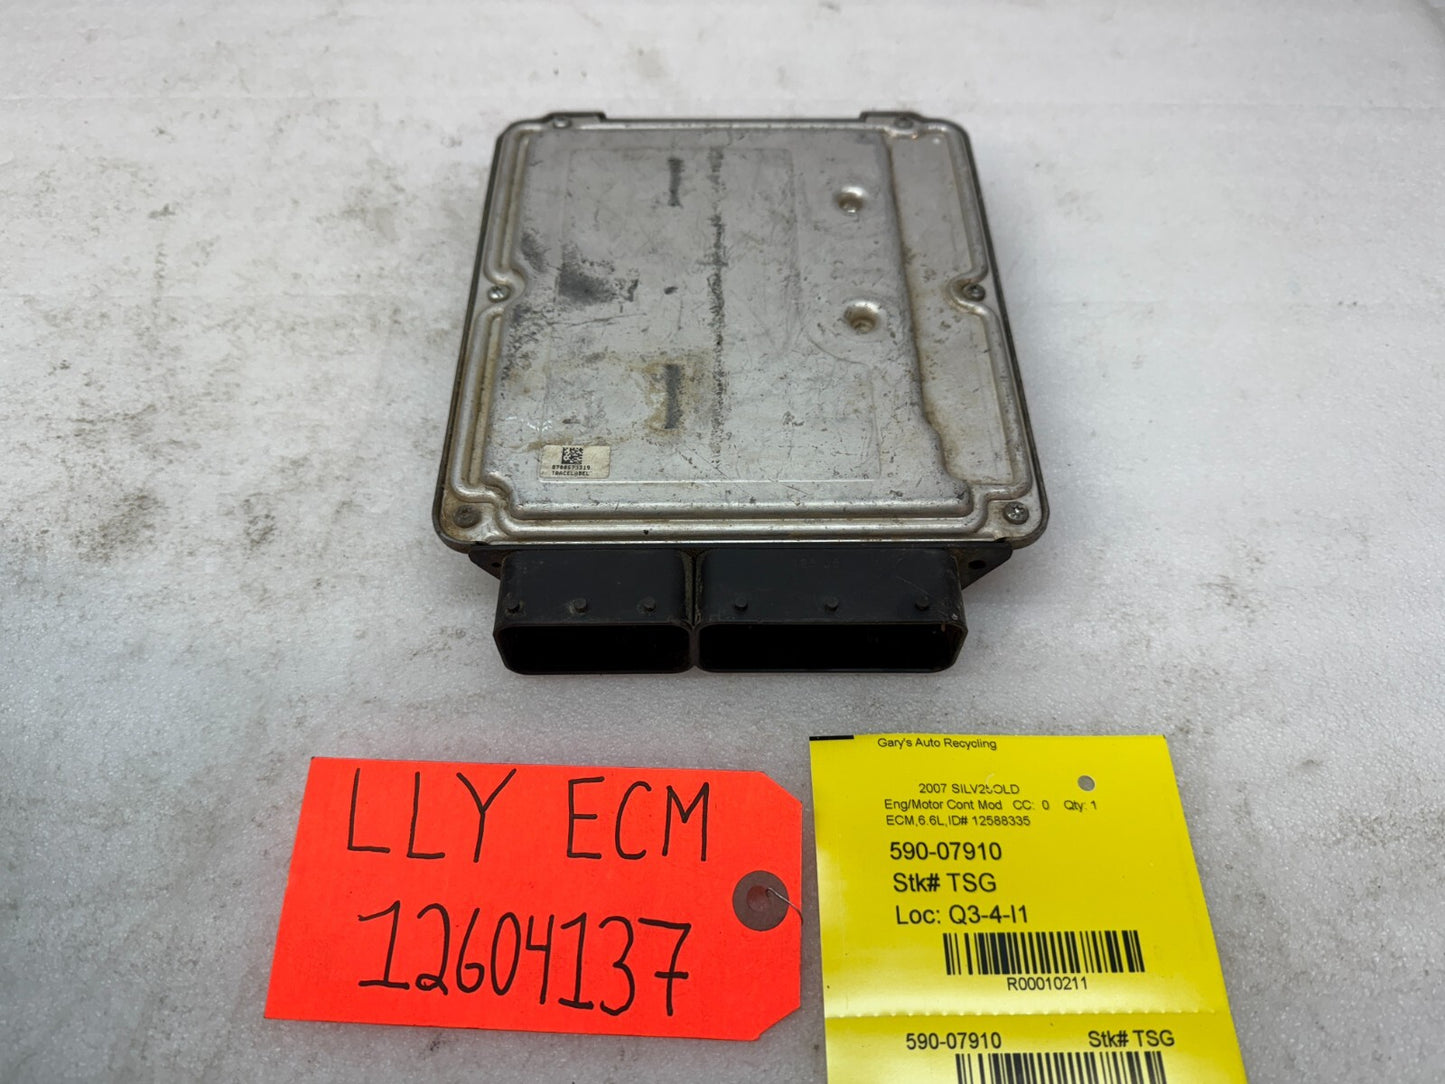 0700573319
TRACELABEL
LLY ECM
12604137
Gary's Auto Recycling
2007 SILV25OLD
Eng/Motor Cont Mod CC: 0 Qty: 1
ECM,6.6L,ID# 12588335
590-07910
Stk# TSG
Loc: Q3-4-I1
R00010211
590-07910 Stk# TSG